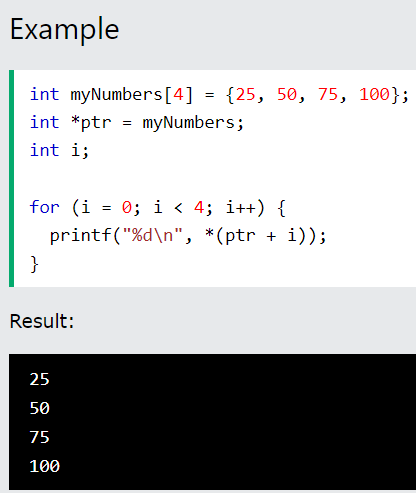 Example
int myNumbers[4] = {25, 50, 75, 100};
int *ptr = myNumbers;
int i;
for (i = 0; i < 4; i++) {
  printf("%d\n", *(ptr + i));
}
Result:
25
50
75
100